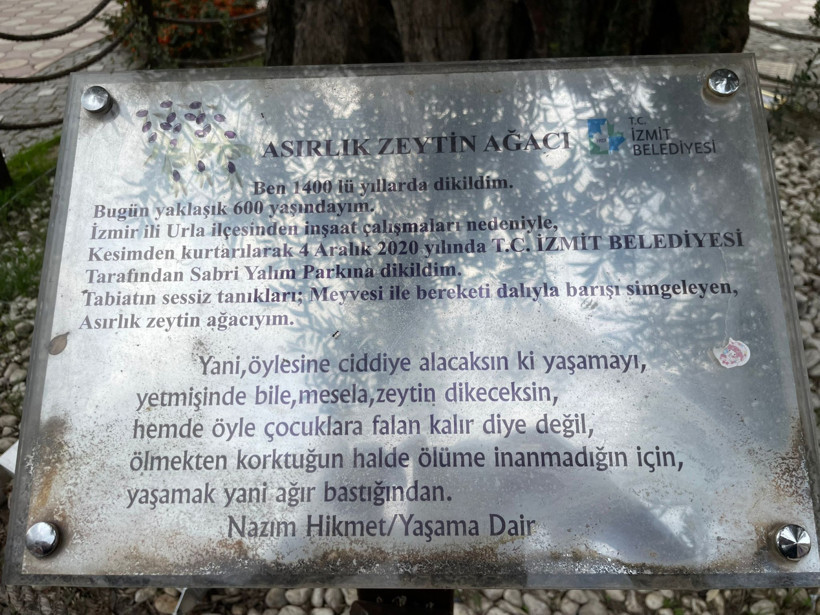 ASIRLIK ZEYTİN AĞACI
T.C.
İZMİT
BELEDİYESİ
Ben 1400 lü yıllarda dikildim.
Bugün yaklaşık 600 yaşındayım.
İzmir ili Urla ilçesinden inşaat çalışmaları nedeniyle,
Kesimden kurtarılarak 4 Aralık 2020 yılında T.C. İZMİT BELEDİYESİ
Tarafından Sabri Yalım Parkına dikildim.
Tabiatın sessiz tanıkları; Meyvesi ile bereketi dalıyla barışı simgeleyen,
Asırlık zeytin ağacıyım.
Yani,öylesine ciddiye alacaksın ki yaşamayı,
yetmişinde bile,mesela,zeytin dikeceksin,
hemde öyle çocuklara falan kalır diye değil,
ölmekten korktuğun halde ölüme inanmadığın için,
yaşamak yani ağır bastığından.
Nazım Hikmet/Yaşama Dair